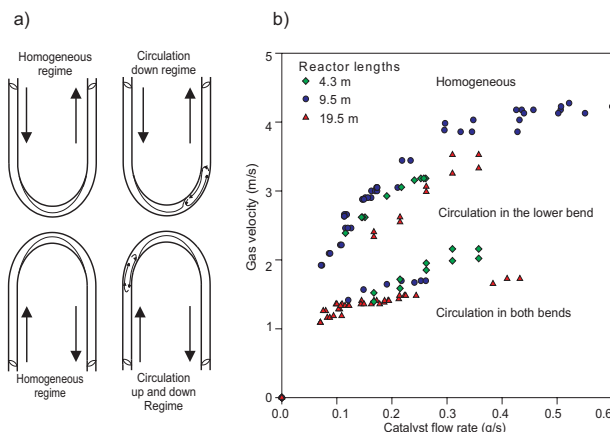 a)
Homogeneous
regime
Circulation
down regime
Homogeneous
regime
Circulation
up and down
Regime
b)
Reactor lengths
4.3 m
9.5 m
19.5 m
Homogeneous
Circulation in the lower bend
Circulation in both bends
Gas velocity (m/s)
5
4
3
2
1
0
0.0
0.1
0.2
0.3
0.4
0.5
0.6
Catalyst flow rate (g/s)